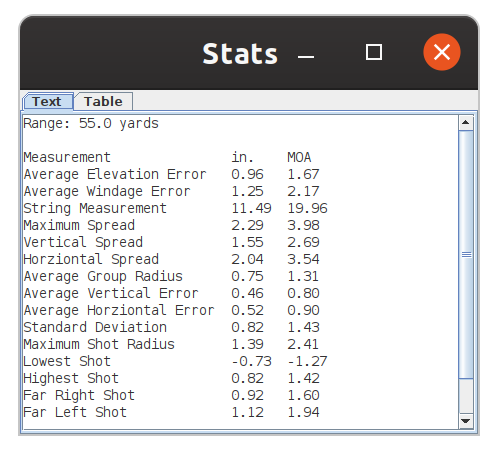 Stats
Text Table
Range: 55.0 yards
Measurement in. MOA
Average Elevation Error 0.96 1.67
Average Windage Error 1.25 2.17
String Measurement 11.49 19.96
Maximum Spread 2.29 3.98
Vertical Spread 1.55 2.69
Horziontal Spread 2.04 3.54
Average Group Radius 0.75 1.31
Average Vertical Error 0.46 0.80
Average Horziontal Error 0.52 0.90
Standard Deviation 0.82 1.43
Maximum Shot Radius 1.39 2.41
Lowest Shot -0.73 -1.27
Highest Shot 0.82 1.42
Far Right Shot 0.92 1.60
Far Left Shot 1.12 1.94